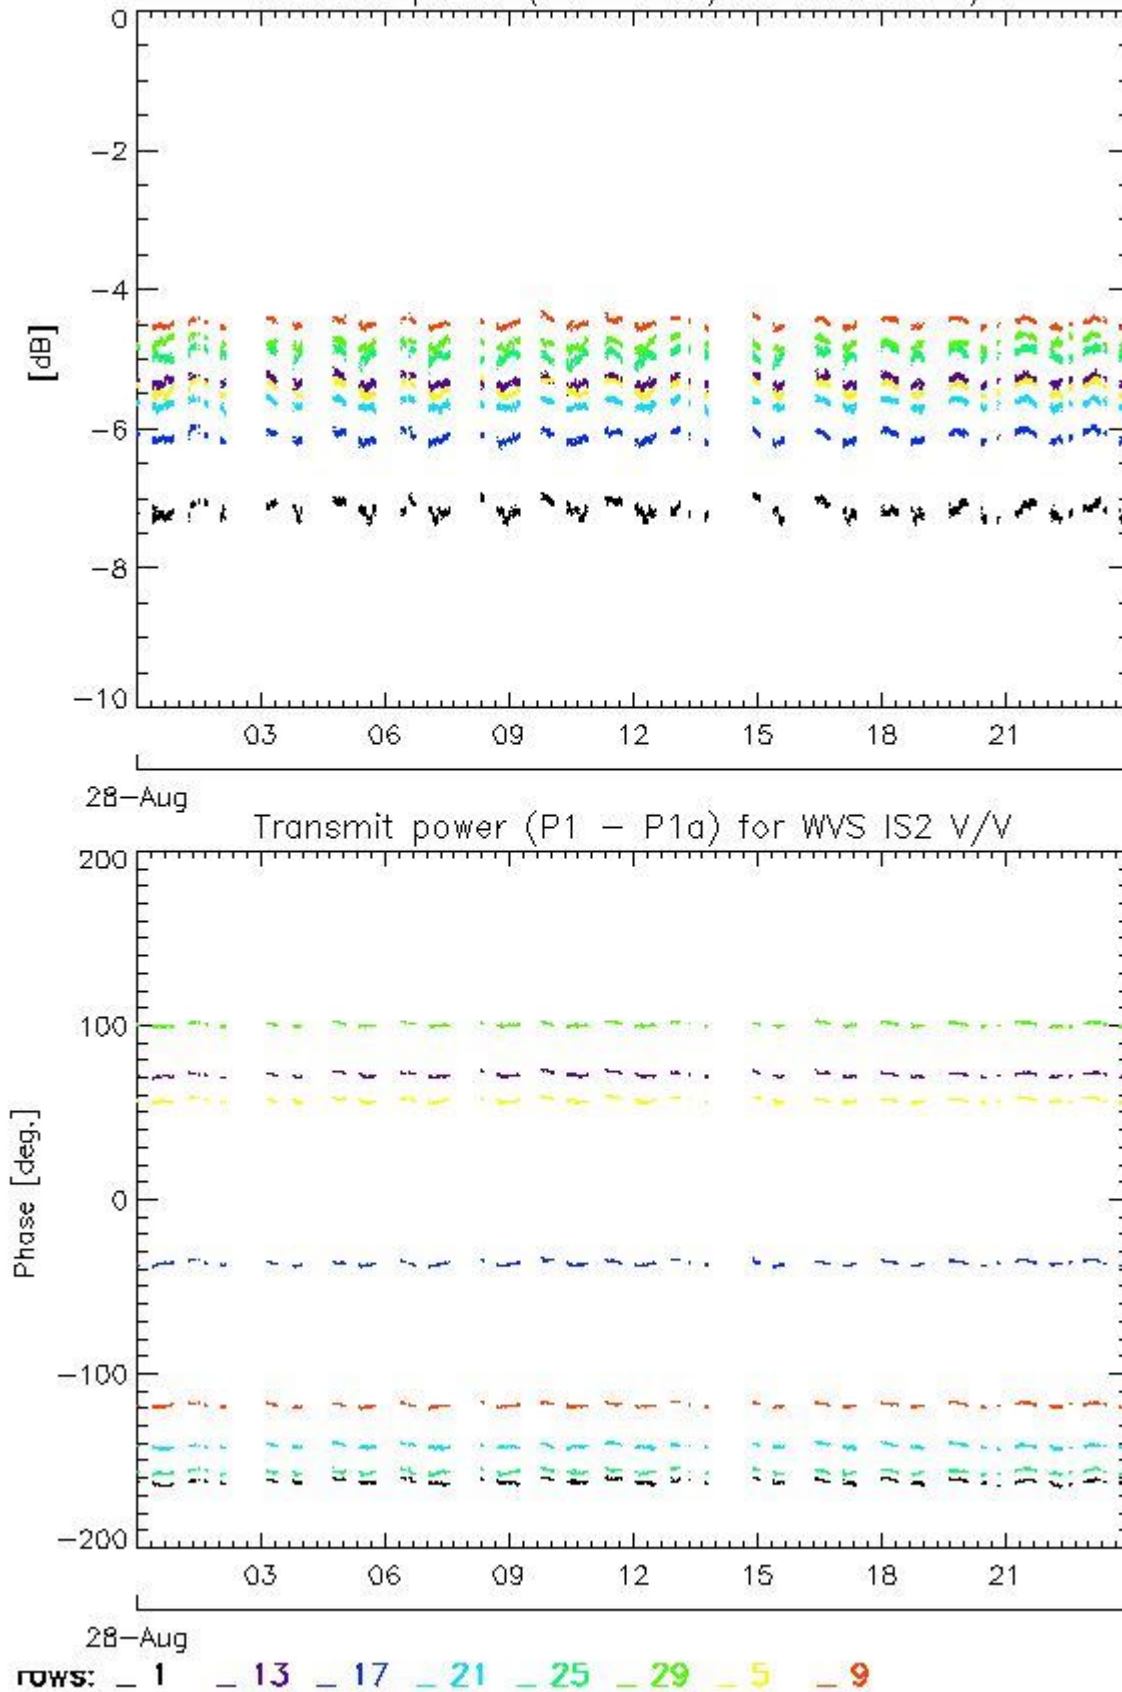 0
−2
−4
[dB]
−6
−8
−10
03 06 09 12 15 18 21
28−Aug
Transmit power (P1 − P1a) for WVS IS2 V/V
200
100
Phase [deg.]
0
−100
−200
03 06 09 12 15 18 21
28−Aug
rows: _ 1 _ 13 _ 17 _ 21 _ 25 _ 29 _ 5 _ 9